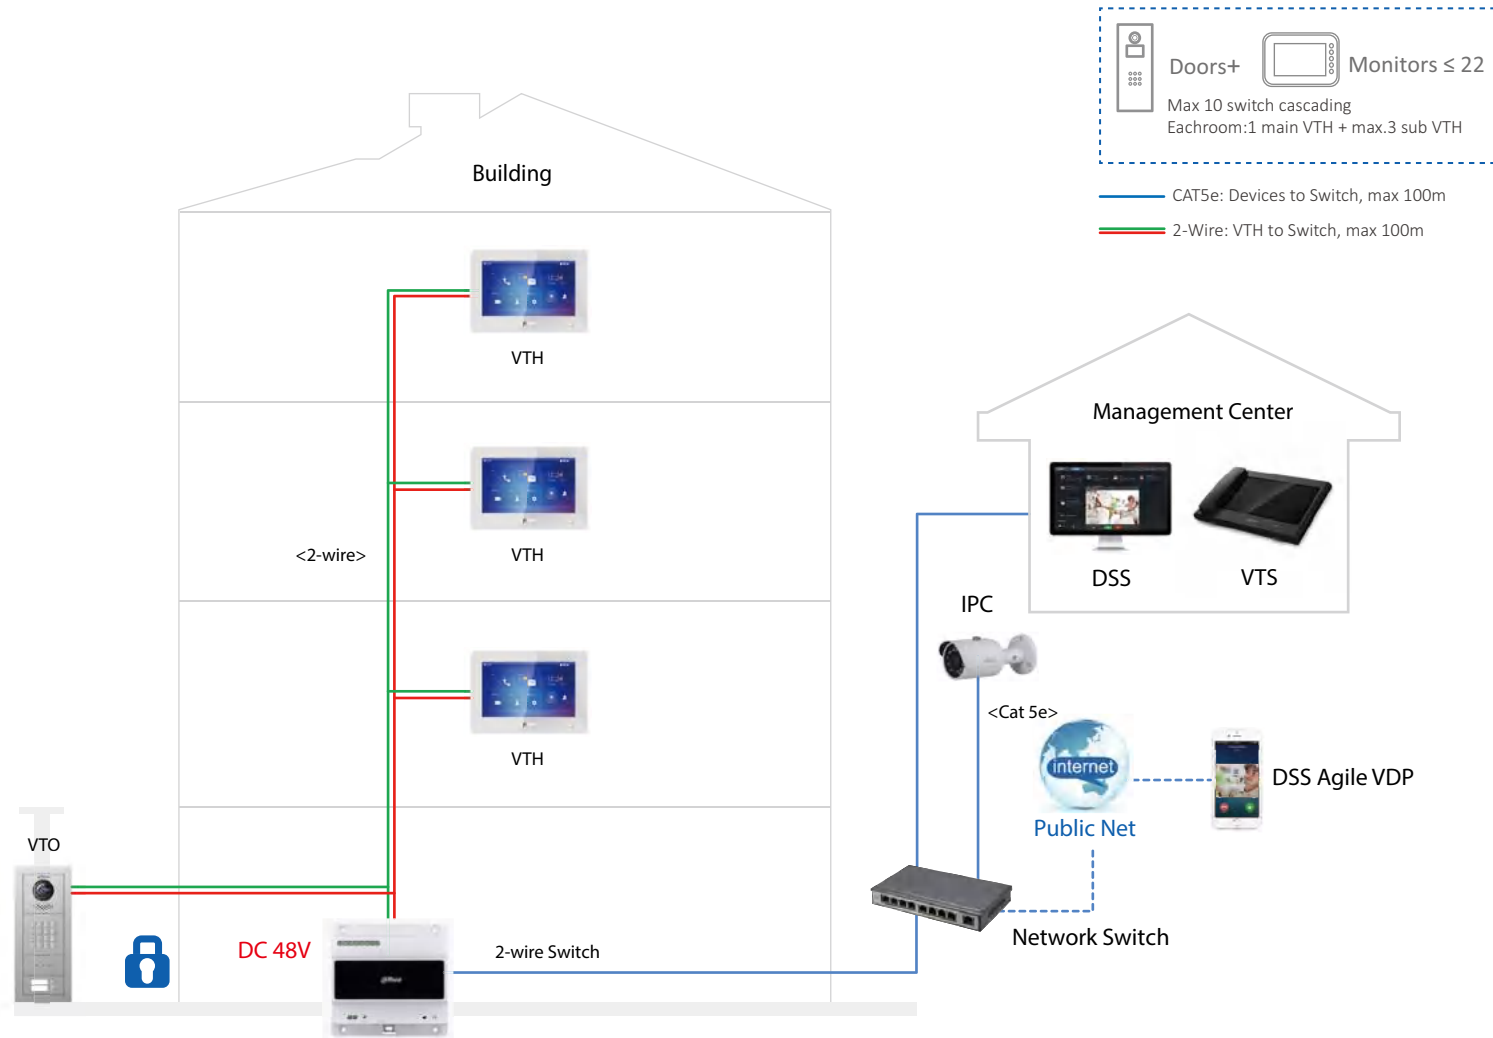 Doors+
Monitors ≤ 22
Max 10 switch cascading
Eachroom:1 main VTH + max.3 sub VTH
CAT5e: Devices to Switch, max 100m
2-Wire: VTH to Switch, max 100m
Building
VTH
VTH
VTH
<2-wire>
Management Center
DSS
VTS
IPC
<Cat 5e>
internet
Public Net
DSS Agile VDP
VTO
DC 48V
2-wire Switch
Network Switch
alhua